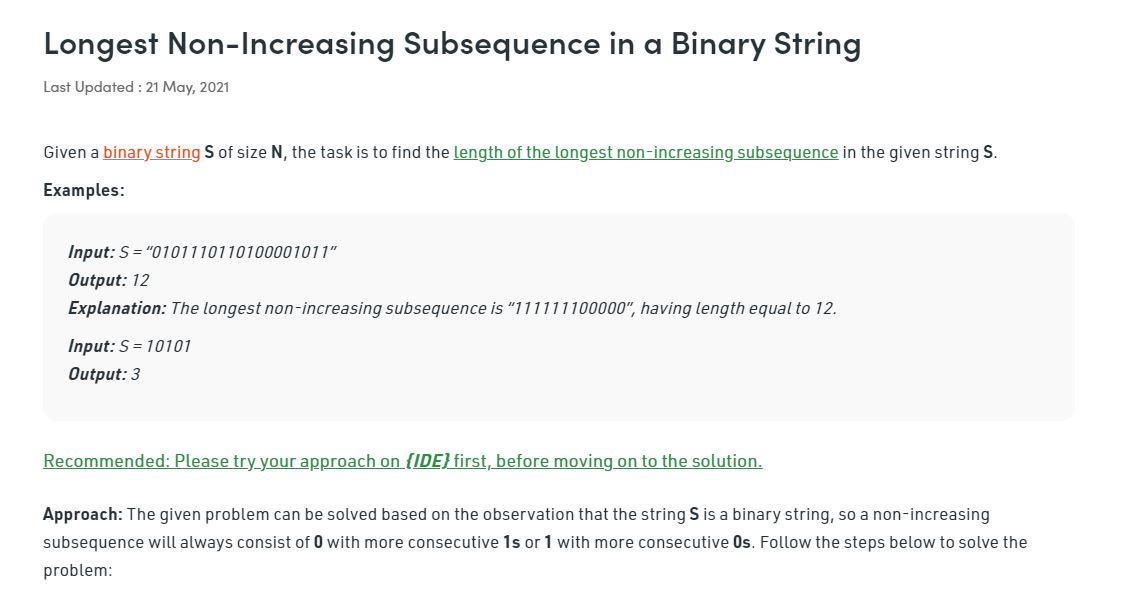 Longest Non-Increasing Subsequence in a Binary String
Last Updated : 21 May, 2021
Given a binary string S of size N, the task is to find the length of the longest non-increasing subsequence in the given string S.
Examples:
Input: S = “0101110110100001011”
Output: 12
Explanation: The longest non-increasing subsequence is “111111100000”, having length equal to 12.
Input: S = 10101
Output: 3
Recommended: Please try your approach on {IDE} first, before moving on to the solution.
Approach: The given problem can be solved based on the observation that the string S is a binary string, so a non-increasing
subsequence will always consist of 0 with more consecutive 1s or 1 with more consecutive 0s. Follow the steps below to solve the
problem: